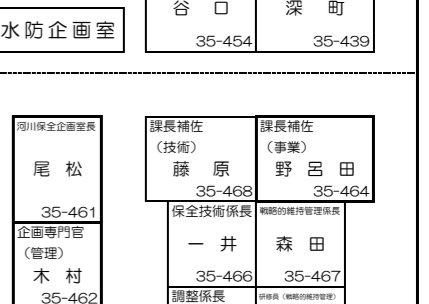 谷 口
深 町
水防企画室
35-454
35-439
河川保全企画室長
尾 松
35-461
課長補佐
(技術)
藤 原
35-468
課長補佐
(事業)
野 呂 田
35-464
企画専門官
(管理)
木 村
35-462
保全技術係長
一 井
35-466
戦略的維持管理係長
森 田
35-467
調整係長
研修員（戦略的維持管理）